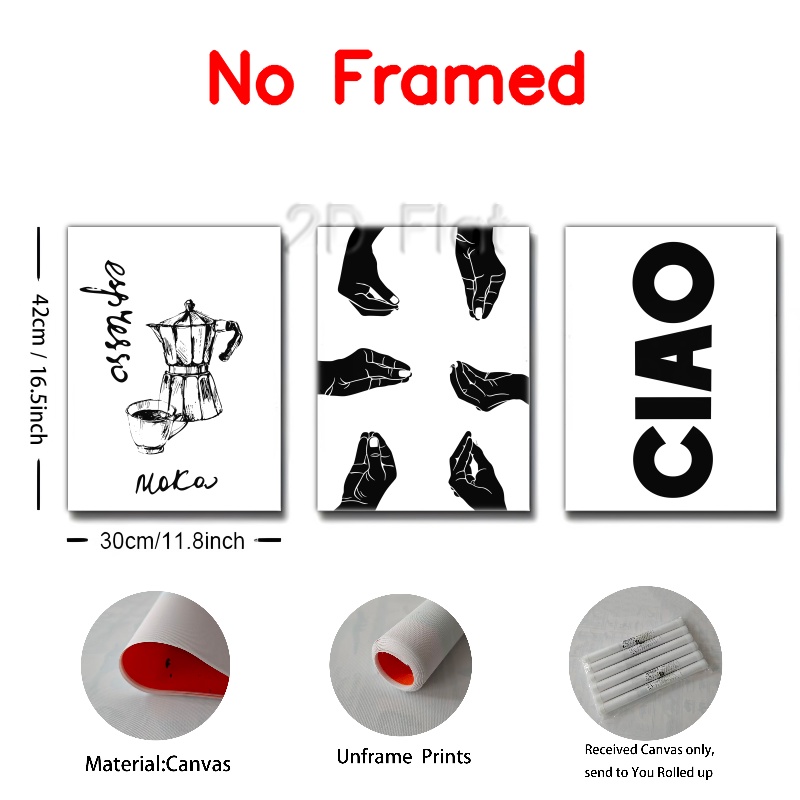 No Framed
2D Flat
42cm / 16.5inch
espresso
Moka
CIAO
30cm/11.8inch
Material:Canvas
Unframe Prints
Received Canvas only,
send to You Rolled up